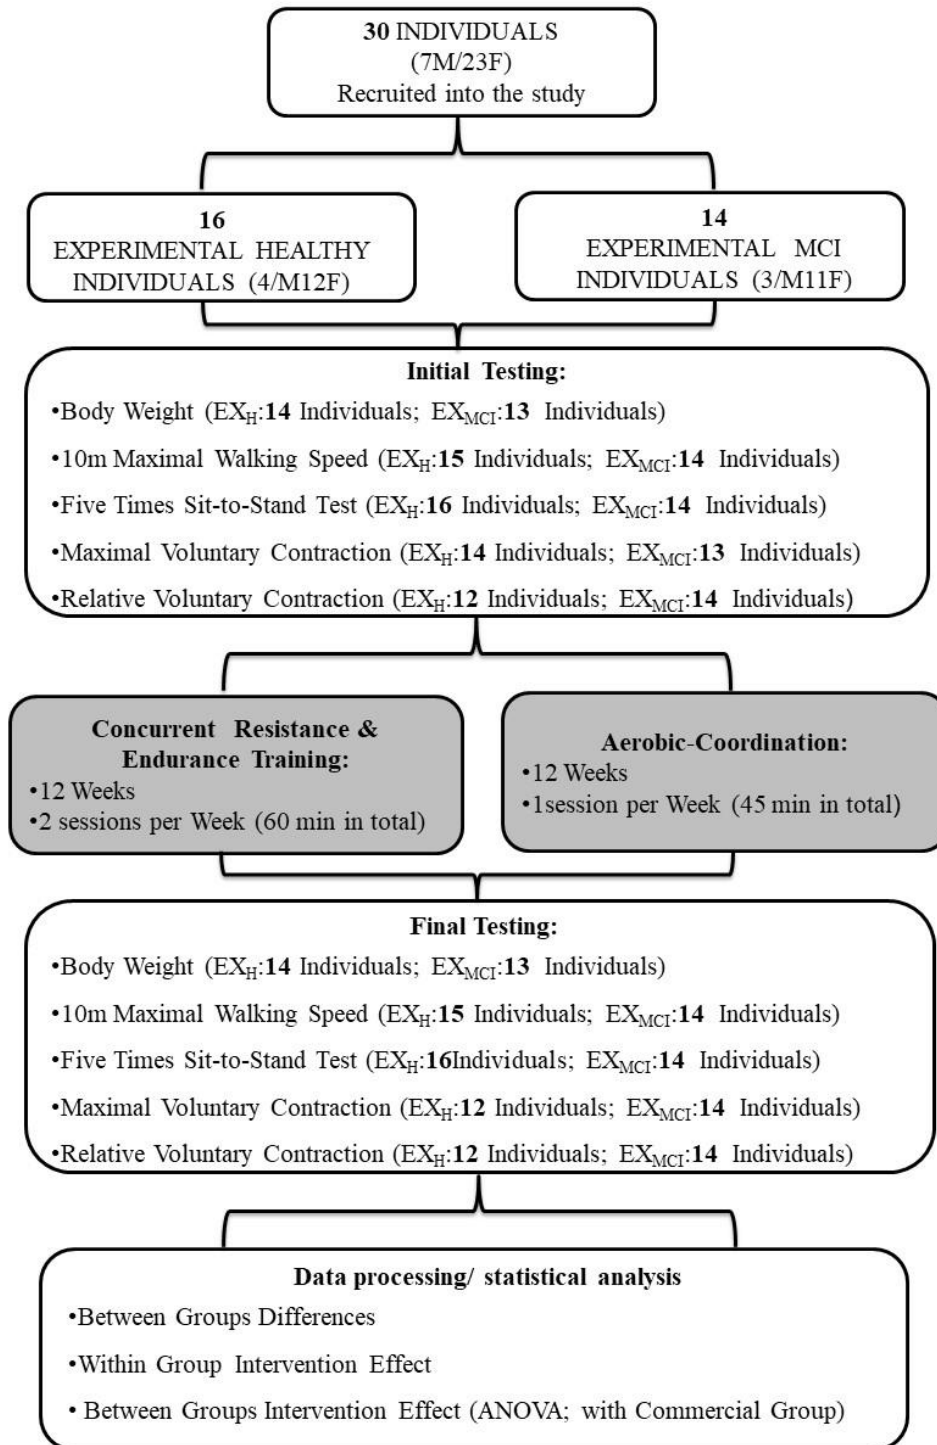 30 INDIVIDUALS
(7M/23F)
Recruited into the study
16
EXPERIMENTAL HEALTHY
INDIVIDUALS (4/M12F)
14
EXPERIMENTAL MCI
INDIVIDUALS (3/M11F)
Initial Testing:
•Body Weight (EXH:14 Individuals; EXMCI:13 Individuals)
•10m Maximal Walking Speed (EXH:15 Individuals; EXMCI:14 Individuals)
•Five Times Sit-to-Stand Test (EXH:16 Individuals; EXMCI:14 Individuals)
•Maximal Voluntary Contraction (EXH:14 Individuals; EXMCI:13 Individuals)
•Relative Voluntary Contraction (EXH:12 Individuals; EXMCI:14 Individuals)
Concurrent Resistance &
Endurance Training:
•12 Weeks
•2 sessions per Week (60 min in total)
Aerobic-Coordination:
•12 Weeks
•1session per Week (45 min in total)
Final Testing:
•Body Weight (EXH:14 Individuals; EXMCI:13 Individuals)
•10m Maximal Walking Speed (EXH:15 Individuals; EXMCI:14 Individuals)
•Five Times Sit-to-Stand Test (EXH:16Individuals; EXMCI:14 Individuals)
•Maximal Voluntary Contraction (EXH:12 Individuals; EXMCI:14 Individuals)
•Relative Voluntary Contraction (EXH:12 Individuals; EXMCI:14 Individuals)
Data processing/ statistical analysis
•Between Groups Differences
•Within Group Intervention Effect
• Between Groups Intervention Effect (ANOVA; with Commercial Group)